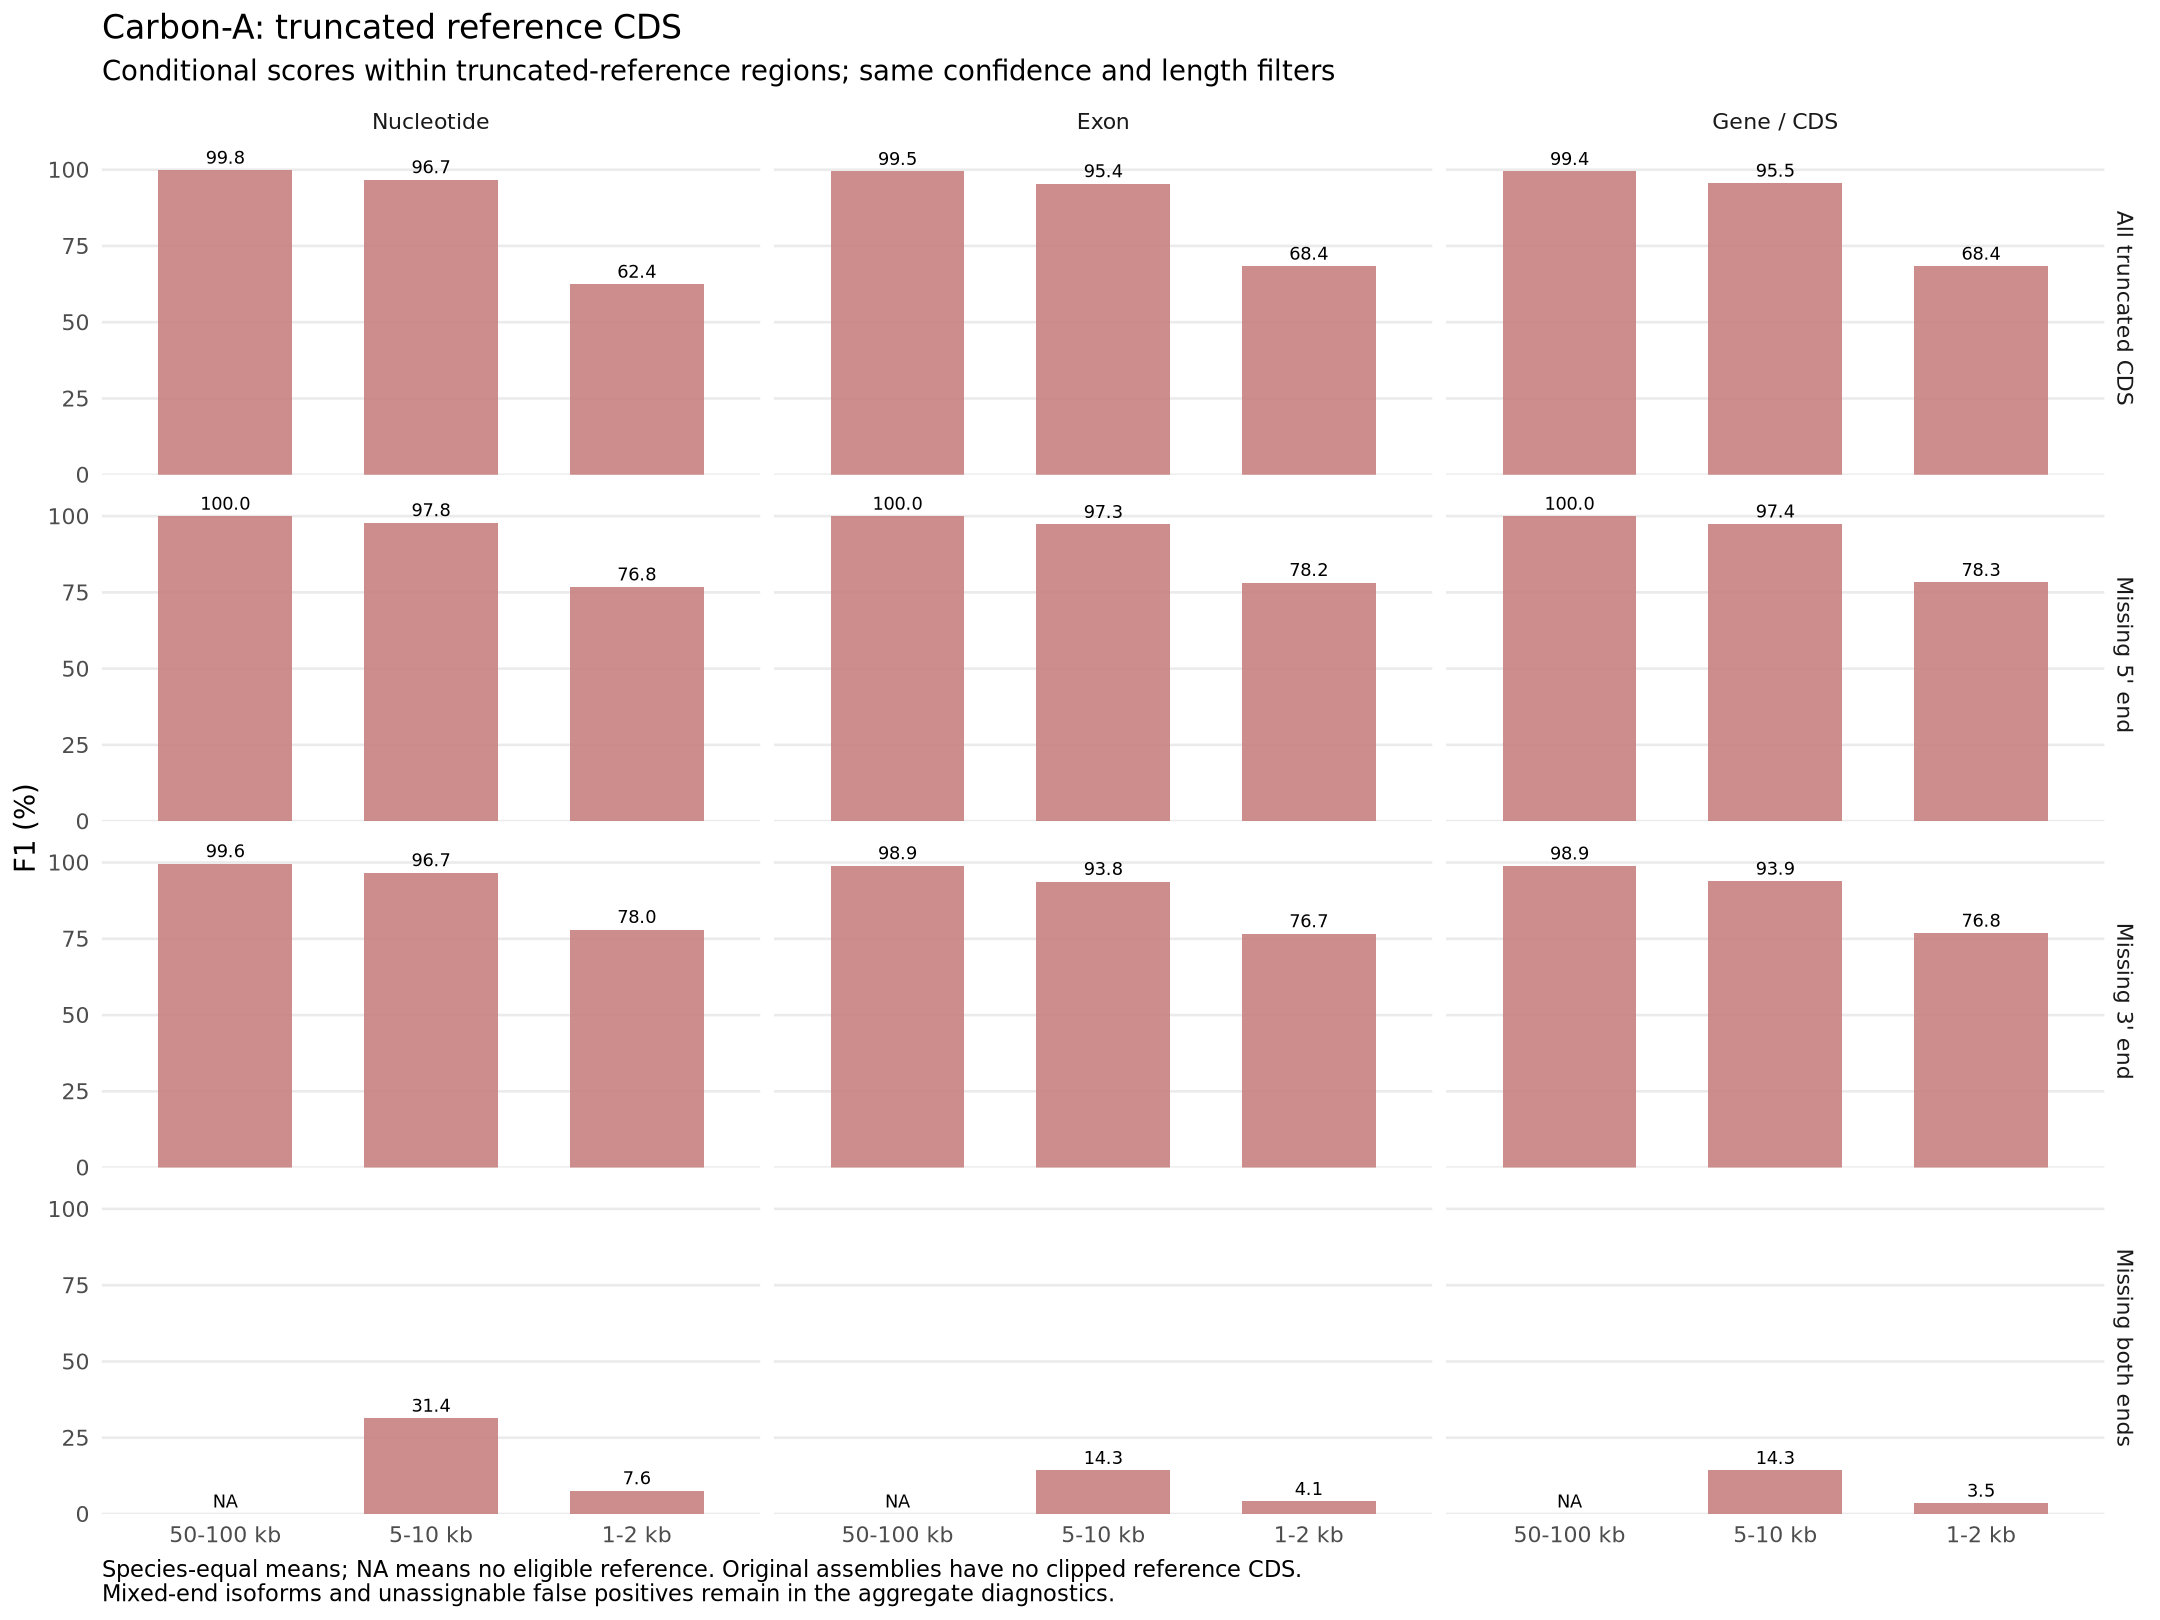 Carbon-A: truncated reference CDS
Conditional scores within truncated-reference regions; same confidence and length filters
Nucleotide Exon Gene / CDS
99.8 96.7 62.4 99.5 95.4 68.4 99.4 95.5 68.4
100
75
50
25
0
All truncated CDS
100.0 97.8 76.8 100.0 97.3 78.2 100.0 97.4 78.3
100
75
50
25
0
Missing 5' end
F1 (%)
99.6 96.7 78.0 98.9 93.8 76.7 98.9 93.9 76.8
100
75
50
25
0
Missing 3' end
100
75
50
25
0
NA 31.4 7.6 NA 14.3 4.1 NA 14.3 3.5
Missing both ends
50-100 kb 5-10 kb 1-2 kb 50-100 kb 5-10 kb 1-2 kb 50-100 kb 5-10 kb 1-2 kb
Species-equal means; NA means no eligible reference. Original assemblies have no clipped reference CDS.
Mixed-end isoforms and unassignable false positives remain in the aggregate diagnostics.